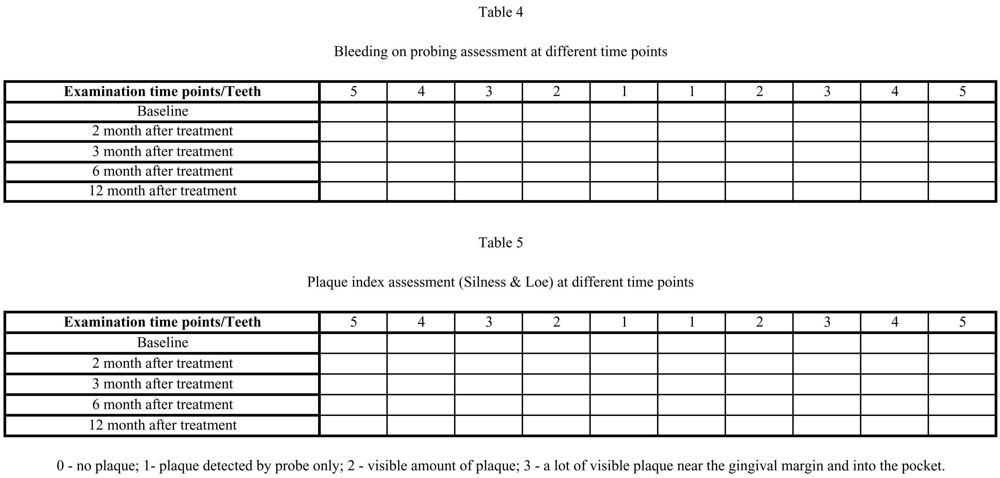 Table 4
Bleeding on probing assessment at different time points
Examination time points/Teeth 5 4 3 2 1 1 2 3 4 5
Baseline
2 month after treatment
3 month after treatment
6 month after treatment
12 month after treatment
Table 5
Plaque index assessment (Silness & Loe) at different time points
Examination time points/Teeth 5 4 3 2 1 1 2 3 4 5
Baseline
2 month after treatment
3 month after treatment
6 month after treatment
12 month after treatment
0 - no plaque; 1- plaque detected by probe only; 2 - visible amount of plaque; 3 - a lot of visible plaque near the gingival margin and into the pocket.